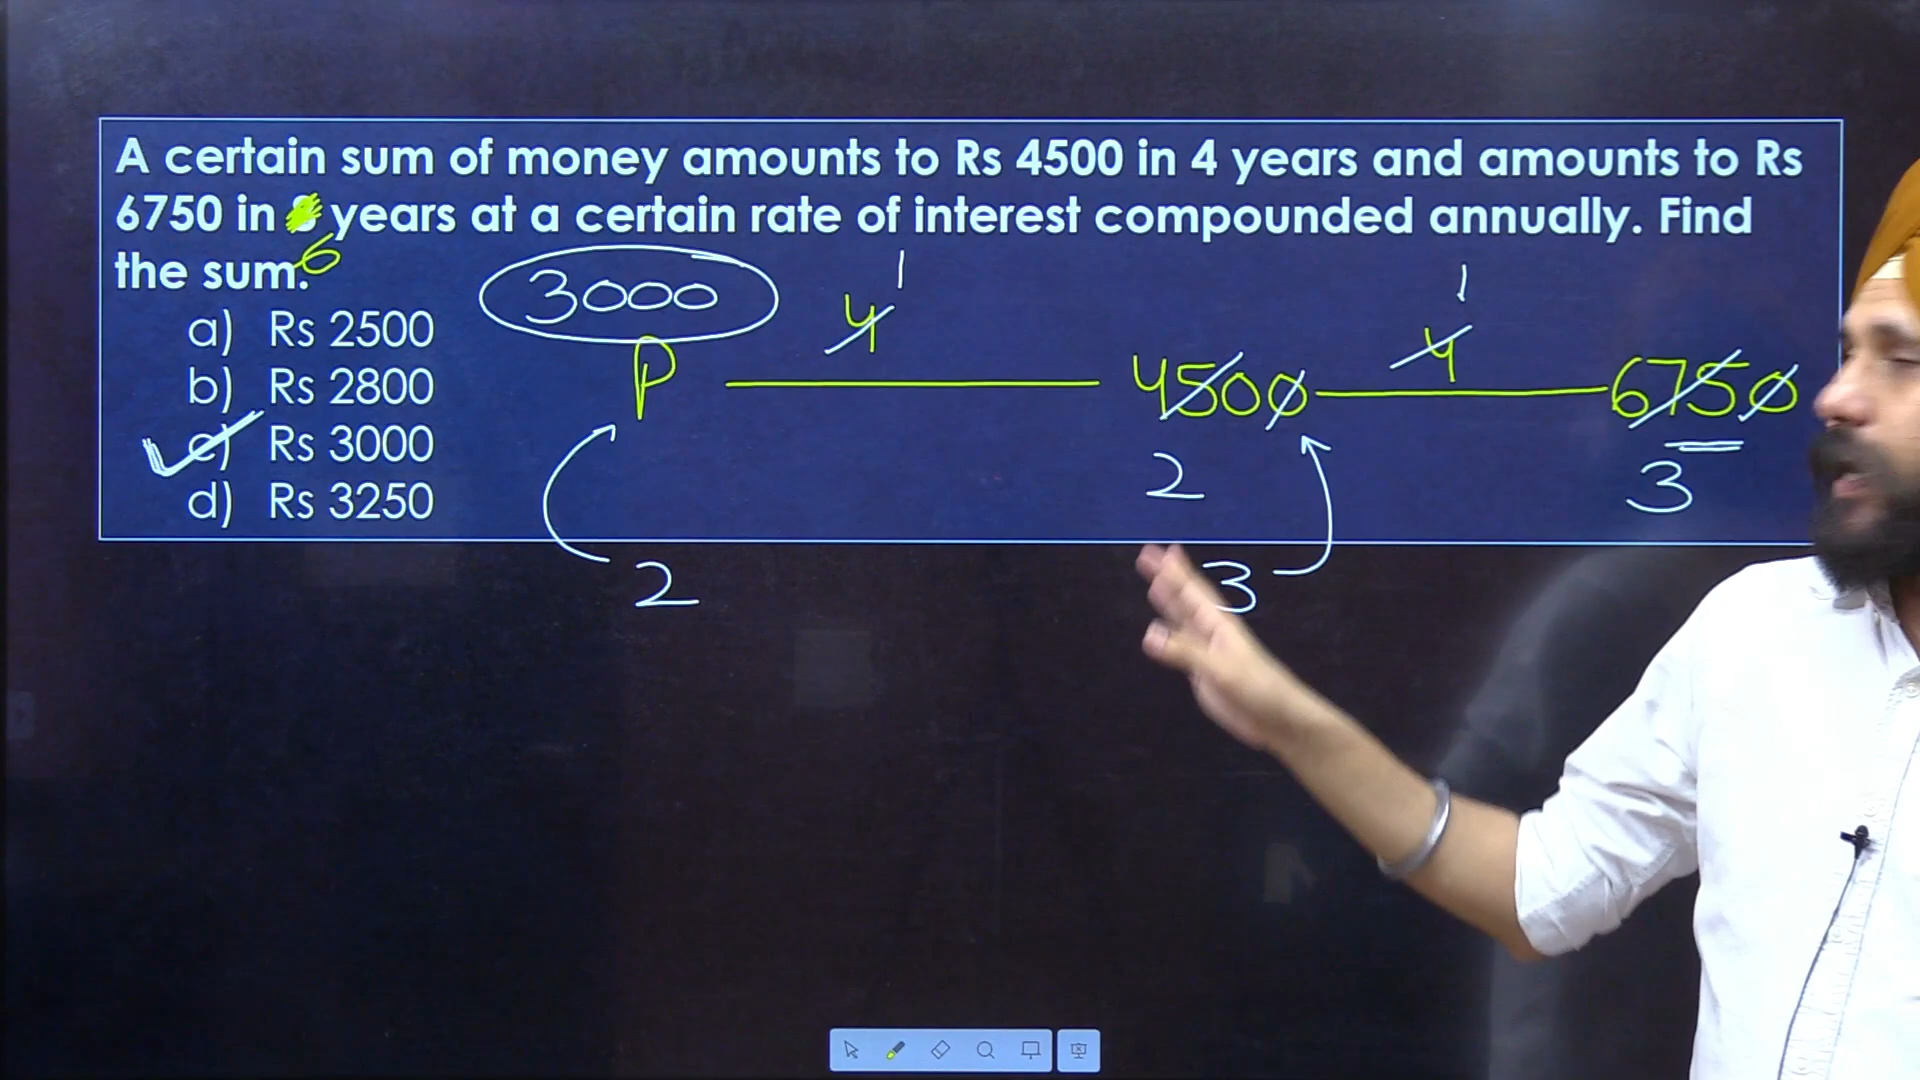 A certain sum of money amounts to Rs 4500 in 4 years and amounts to Rs
6750 in years at a certain rate of interest compounded annually. Find
the sum. 6
a) Rs 2500
b) Rs 2800
c) Rs 3000
d) Rs 3250
3000
1
1
4
4
P
4500
6750
2
3
2
3